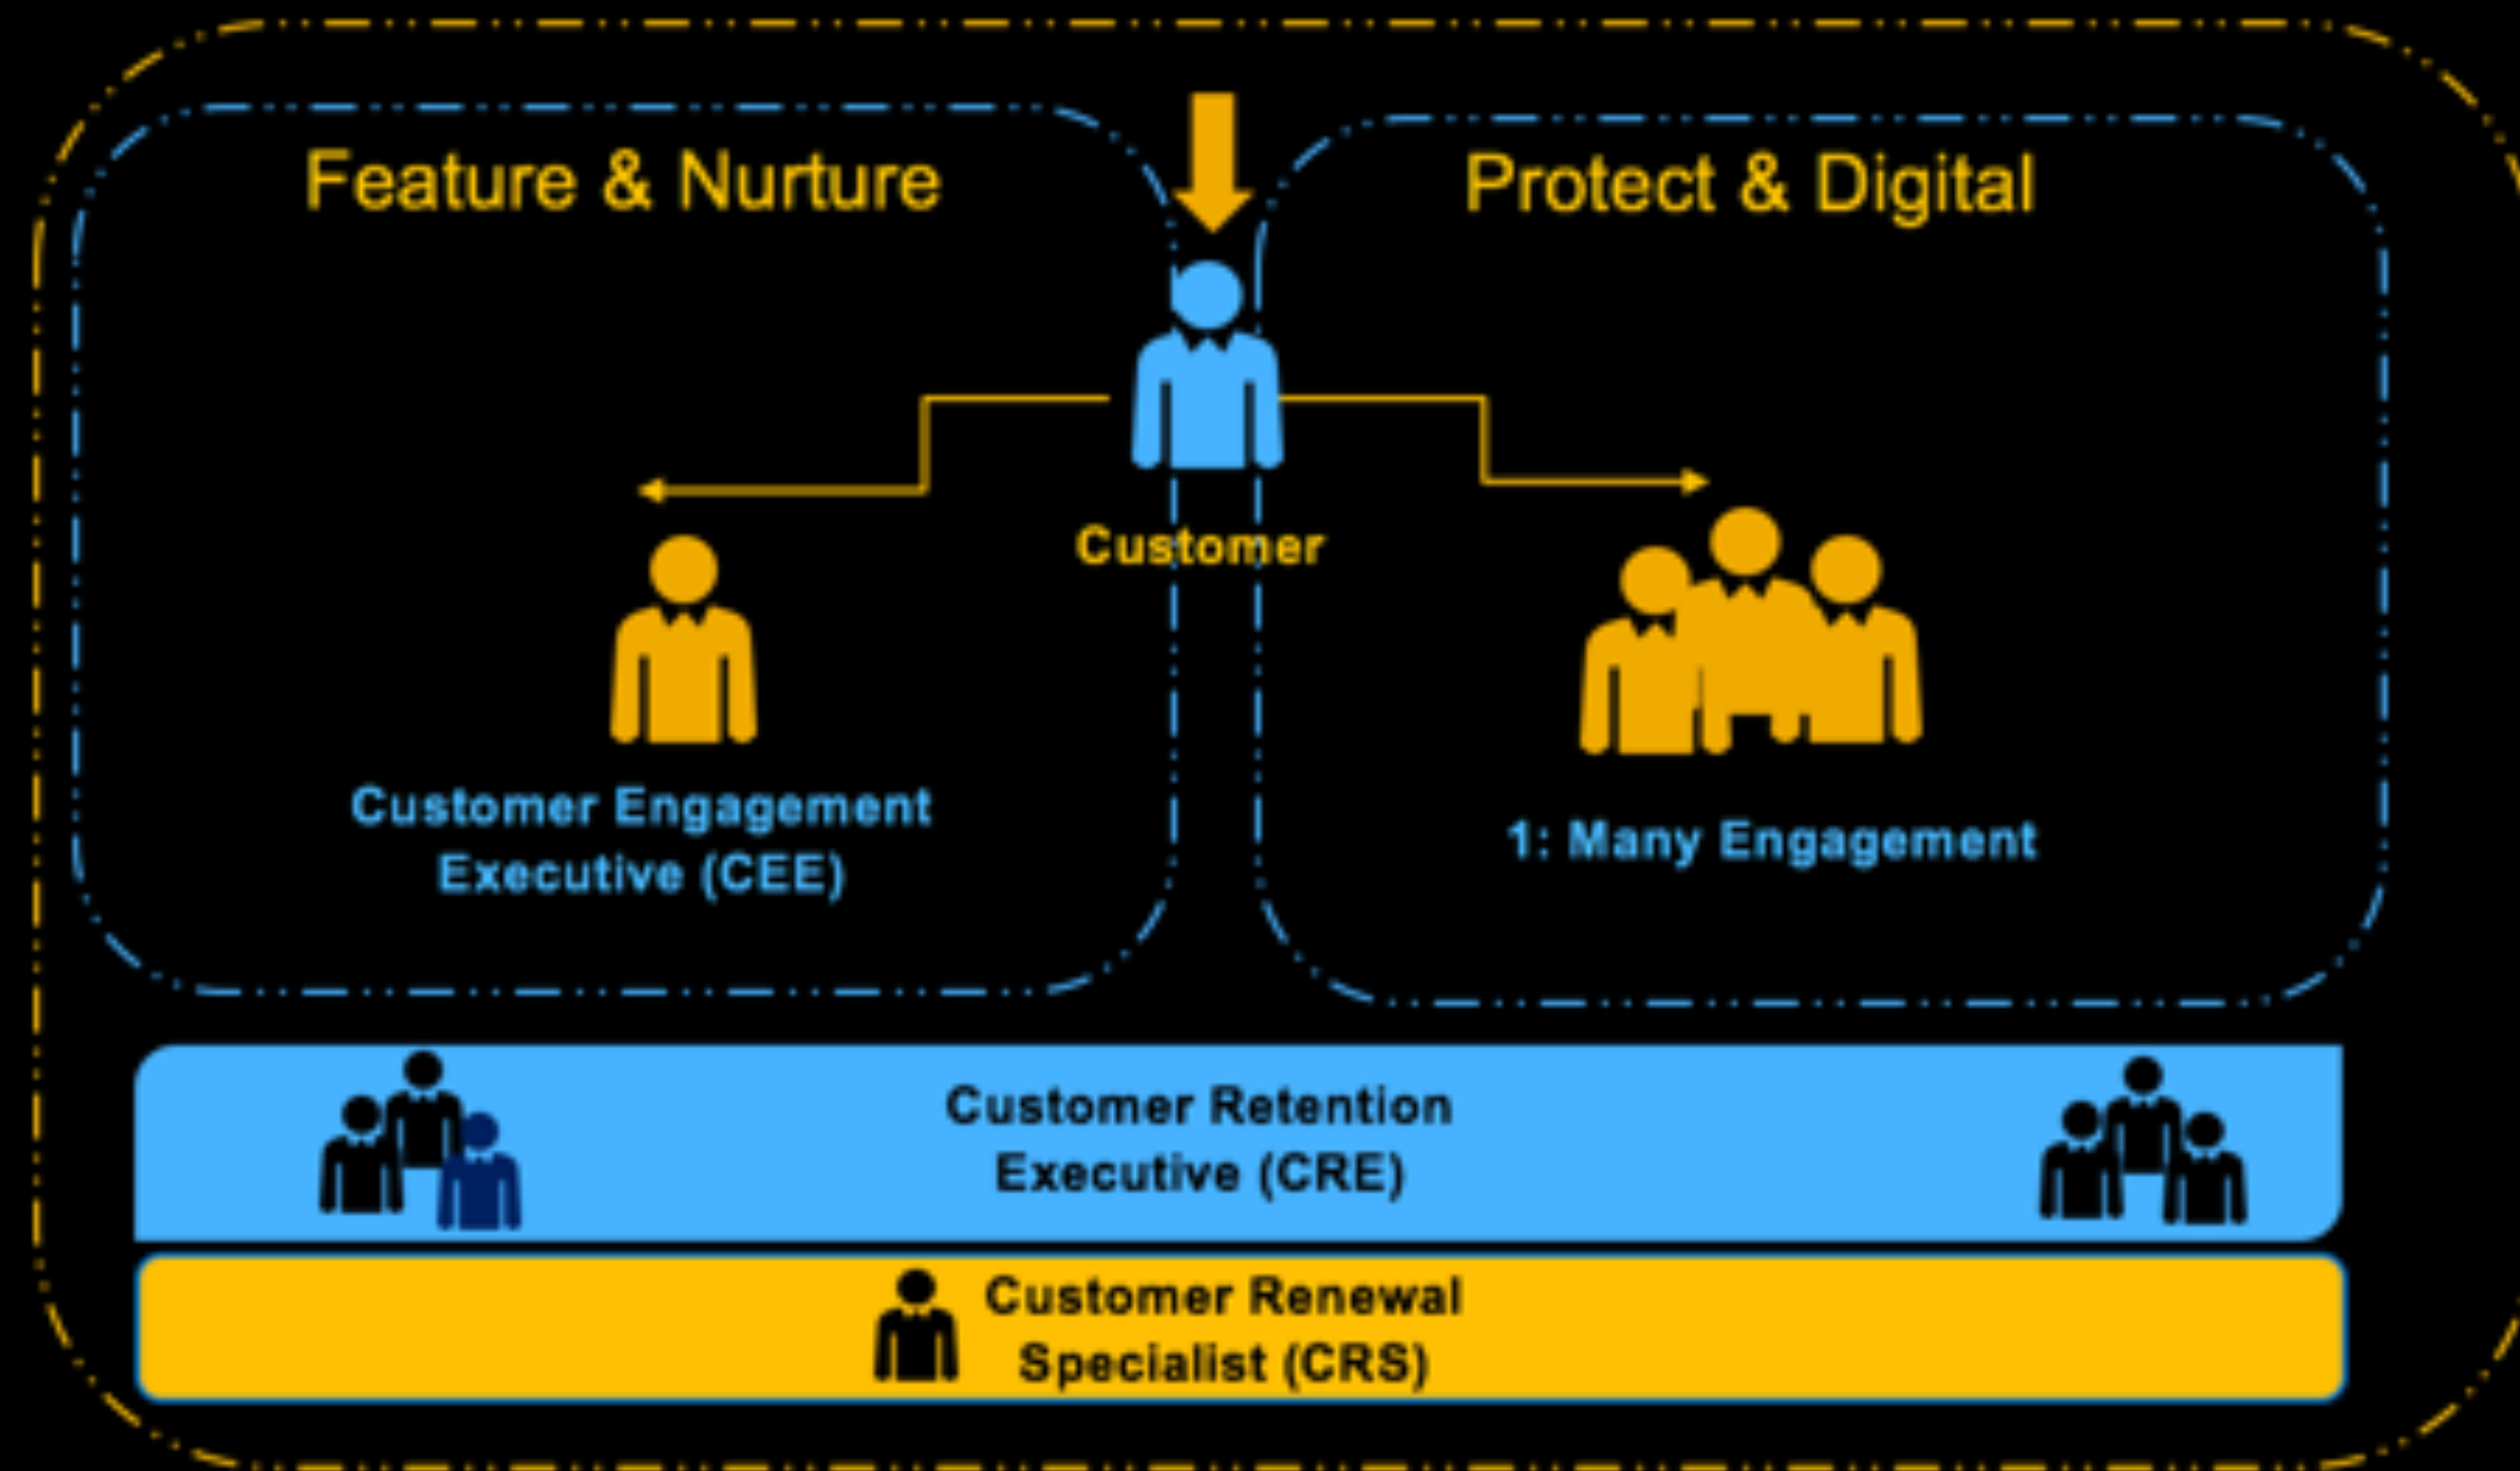 Feature & Nurture
Protect & Digital
Customer
Customer Engagement
Executive (CEE)
1: Many Engagement
Customer Retention
Executive (CRE)
Customer Renewal
Specialist (CRS)